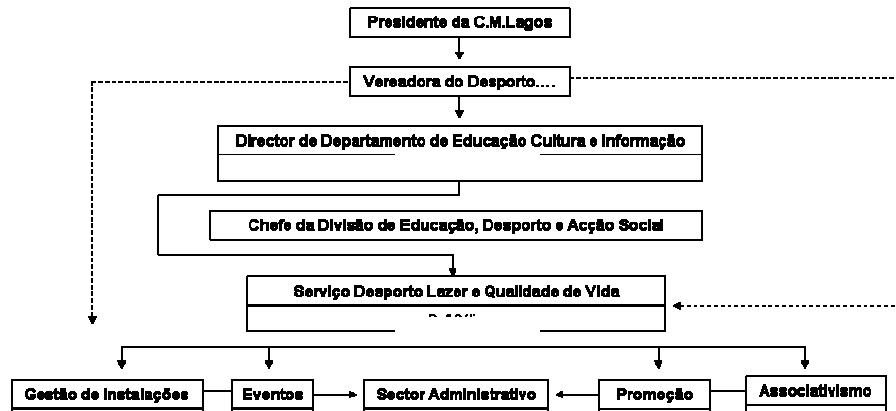 Presidente da C.M.Lagos
Vereadora do Desporto....
Director de Departamento de Educação Cultura e Informação
Chefe da Divisão de Educação, Desporto e Acção Social
Serviço Desporto Lazer e Qualidade de Vida
Gestão de Instalações
Eventos
Sector Administrativo
Promoção
Associativismo